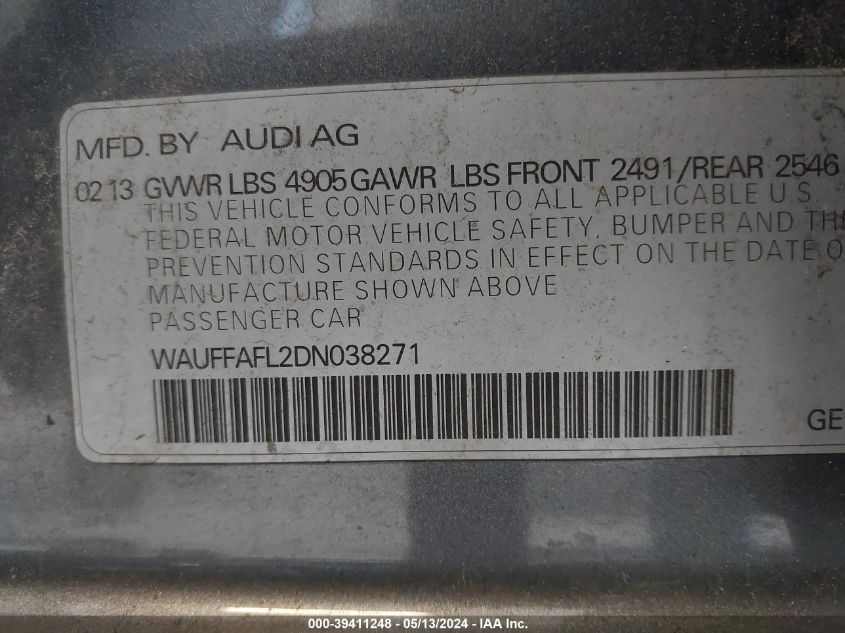 MFD. BY AUDI AG
02 13 GVWR LBS 4905 GAWR LBS FRONT 2491/REAR 2546
THIS VEHICLE CONFORMS TO ALL APPLICABLE U.S
FEDERAL MOTOR VEHICLE SAFETY, BUMPER AND THE
PREVENTION STANDARDS IN EFFECT ON THE DATE O
MANUFACTURE SHOWN ABOVE
PASSENGER CAR
WAUFFAFL2DN038271
GE
000-39411248 - 05/13/2024 - IAA Inc.